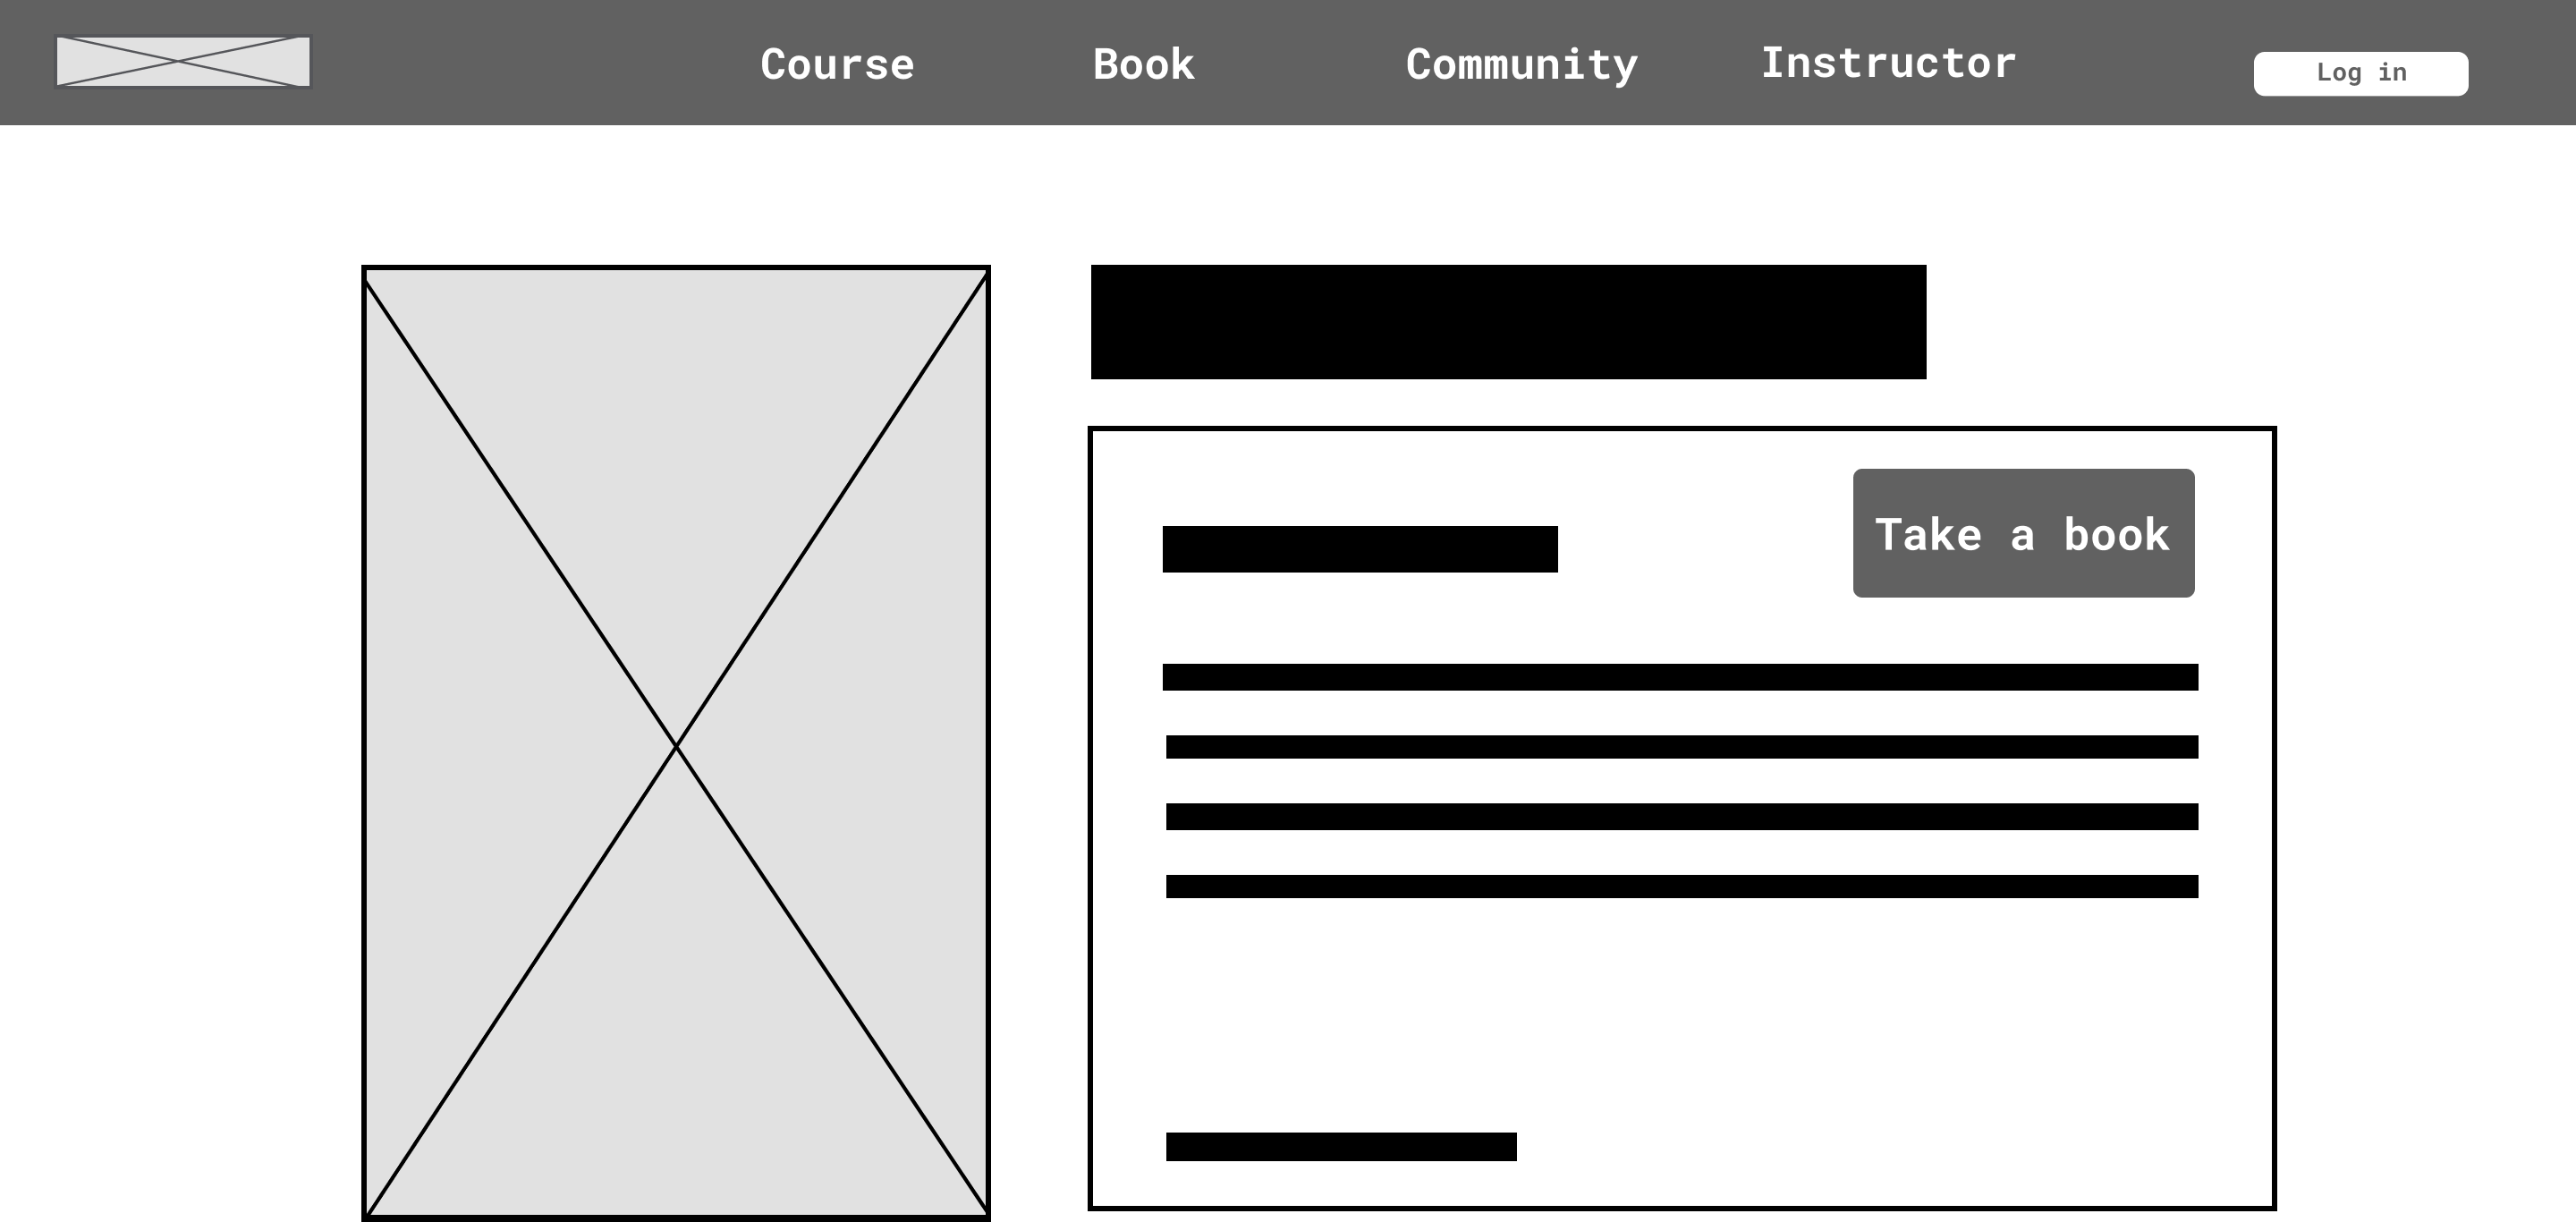 Course
Book
Community
Instructor
Log in
Take a book